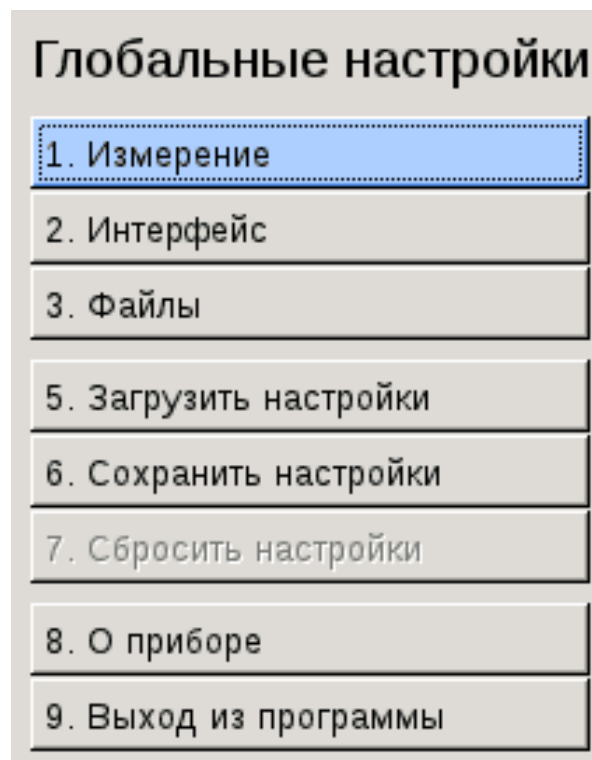 Глобальные настройки
1. Измерение
2. Интерфейс
3. Файлы
5. Загрузить настройки
6. Сохранить настройки
7. Сбросить настройки
8. О приборе
9. Выход из программы